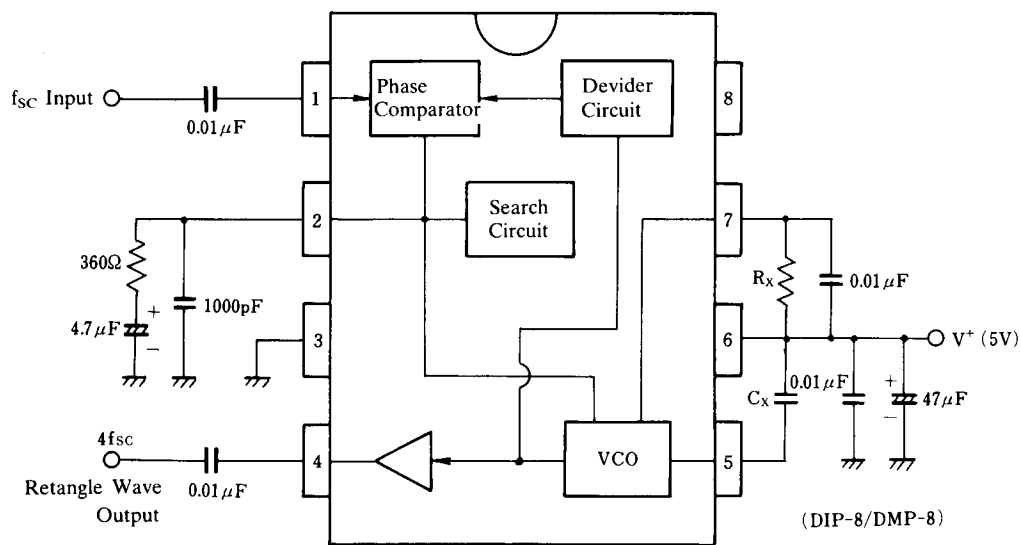 fSC Input
0.01μF
1
Phase
Comparator
Devider
Circuit
8
2
Search
Circuit
7
360Ω
+
4.7μF
−
1000pF
3
RX
0.01μF
6
V+ (5V)
CX
0.01μF
+
47μF
−
4fSC
Retangle Wave
Output
0.01μF
4
VCO
5
(DIP-8/DMP-8)